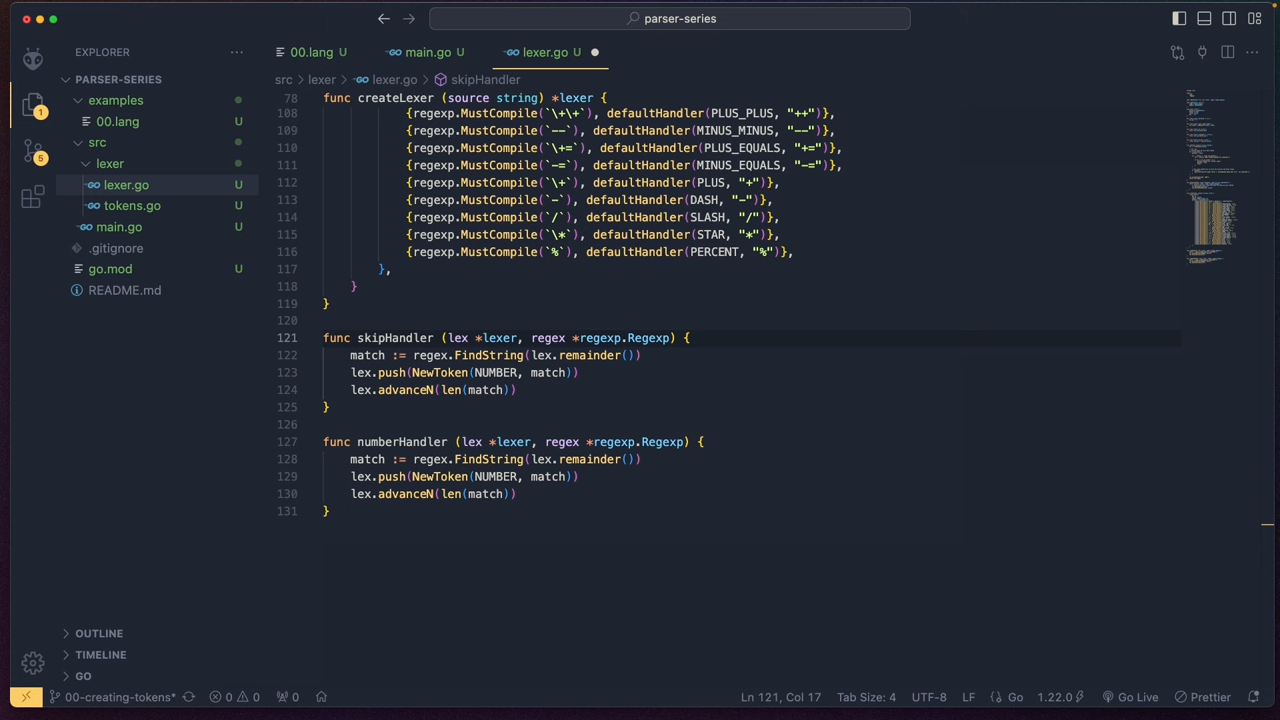 parser-series
EXPLORER
PARSER-SERIES
examples
00.lang U
src
lexer
lexer.go U
tokens.go U
main.go U
.gitignore
go.mod U
README.md
OUTLINE
TIMELINE
GO
1
5
00.lang U
main.go U
lexer.go U
src > lexer > lexer.go > skipHandler
78 func createLexer (source string) *lexer {
108 {regexp.MustCompile(`\+\+`), defaultHandler(PLUS_PLUS, "++")},
109 {regexp.MustCompile(`--`), defaultHandler(MINUS_MINUS, "--")},
110 {regexp.MustCompile(`\+=`), defaultHandler(PLUS_EQUALS, "+=")},
111 {regexp.MustCompile(`-=`), defaultHandler(MINUS_EQUALS, "-=")},
112 {regexp.MustCompile(`\+`), defaultHandler(PLUS, "+")},
113 {regexp.MustCompile(`-`), defaultHandler(DASH, "-")},
114 {regexp.MustCompile(`/`), defaultHandler(SLASH, "/")},
115 {regexp.MustCompile(`\*`), defaultHandler(STAR, "*")},
116 {regexp.MustCompile(`%`), defaultHandler(PERCENT, "%")},
117 },
118 }
119 }
120
121 func skipHandler (lex *lexer, regex *regexp.Regexp) {
122 match := regex.FindString(lex.remainder())
123 lex.push(NewToken(NUMBER, match))
124 lex.advanceN(len(match))
125 }
126
127 func numberHandler (lex *lexer, regex *regexp.Regexp) {
128 match := regex.FindString(lex.remainder())
129 lex.push(NewToken(NUMBER, match))
130 lex.advanceN(len(match))
131 }
00-creating-tokens* 0 0 0 Ln 121, Col 17 Tab Size: 4 UTF-8 LF Go 1.22.0 Go Live Prettier